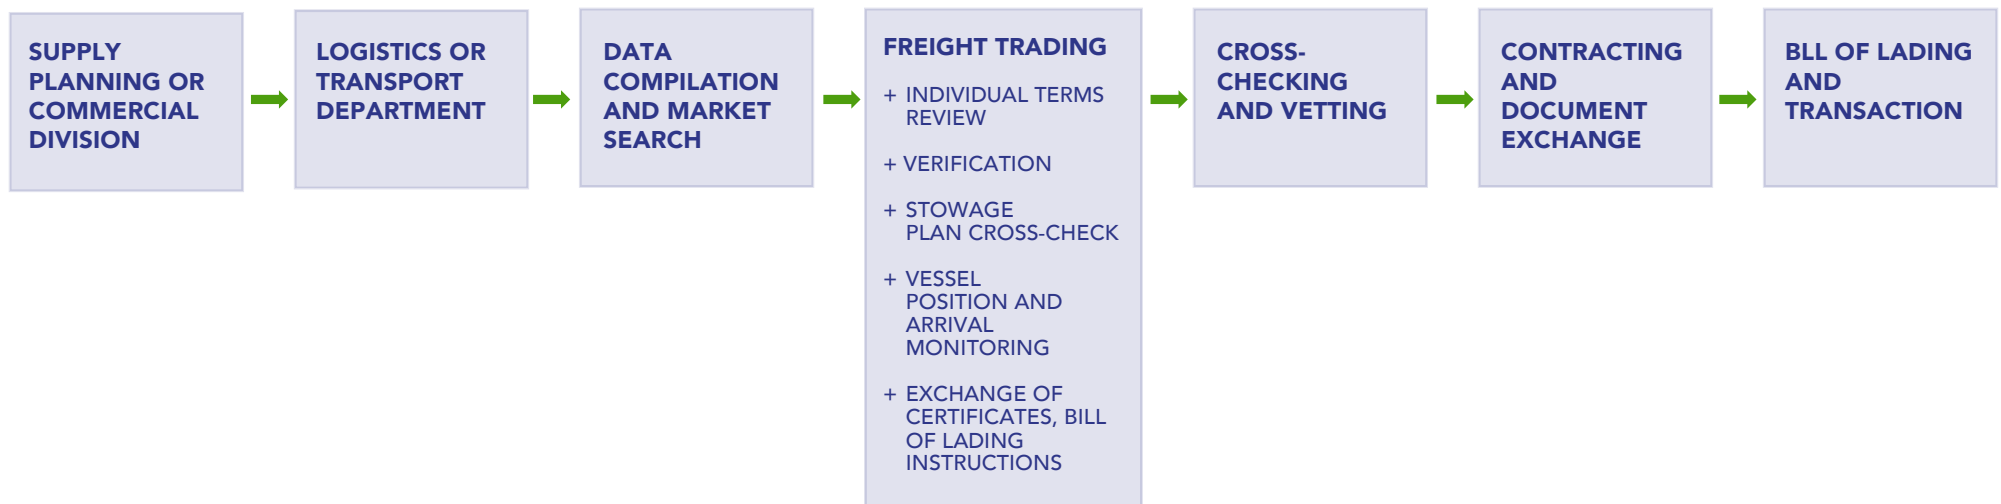 SUPPLY
PLANNING OR
COMMERCIAL
DIVISION
LOGISTICS OR
TRANSPORT
DEPARTMENT
DATA
COMPILATION
AND MARKET
SEARCH
FREIGHT TRADING
+ INDIVIDUAL TERMS
REVIEW
+ VERIFICATION
+ STOWAGE
PLAN CROSS-CHECK
+ VESSEL
POSITION AND
ARRIVAL
MONITORING
+ EXCHANGE OF
CERTIFICATES, BILL
OF LADING
INSTRUCTIONS
CROSS-
CHECKING
AND VETTING
CONTRACTING
AND
DOCUMENT
EXCHANGE
BLL OF LADING
AND
TRANSACTION